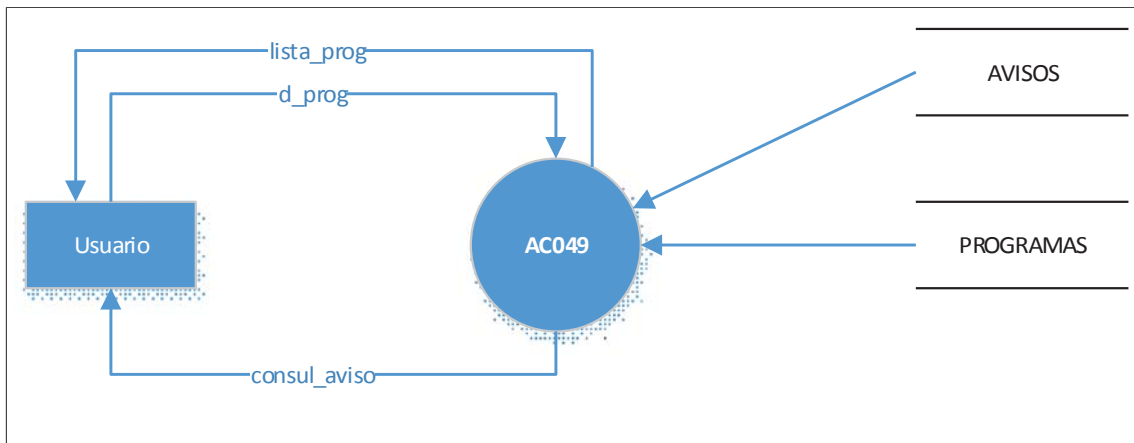 lista_prog
AVISOS
d_prog
Usuario
AC049
PROGRAMAS
consul_aviso